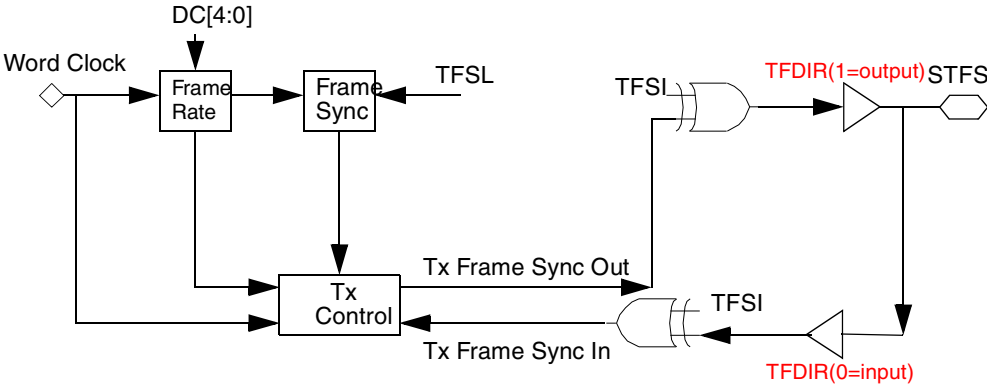 DC[4:0]
Word Clock
Frame
Rate
Frame
Sync
TFSL
TFSI
TFDIR(1=output)
STFS
Tx Frame Sync Out
Tx
Control
TFSI
Tx Frame Sync In
TFDIR(0=input)